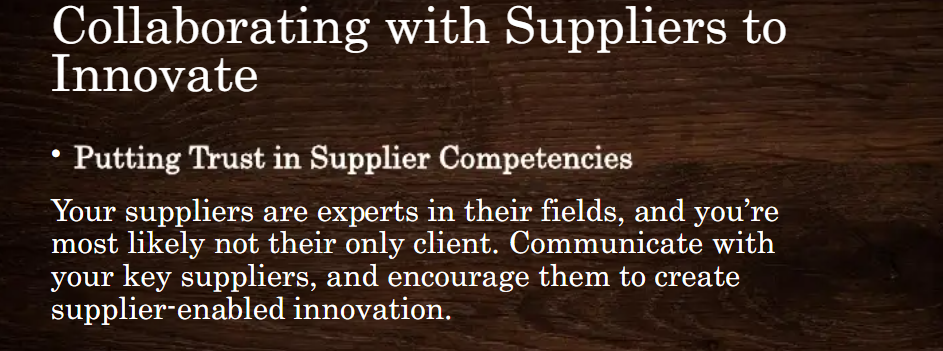 Collaborating with Suppliers to
Innovate
• Putting Trust in Supplier Competencies
Your suppliers are experts in their fields, and you’re
most likely not their only client. Communicate with
your key suppliers, and encourage them to create
supplier-enabled innovation.